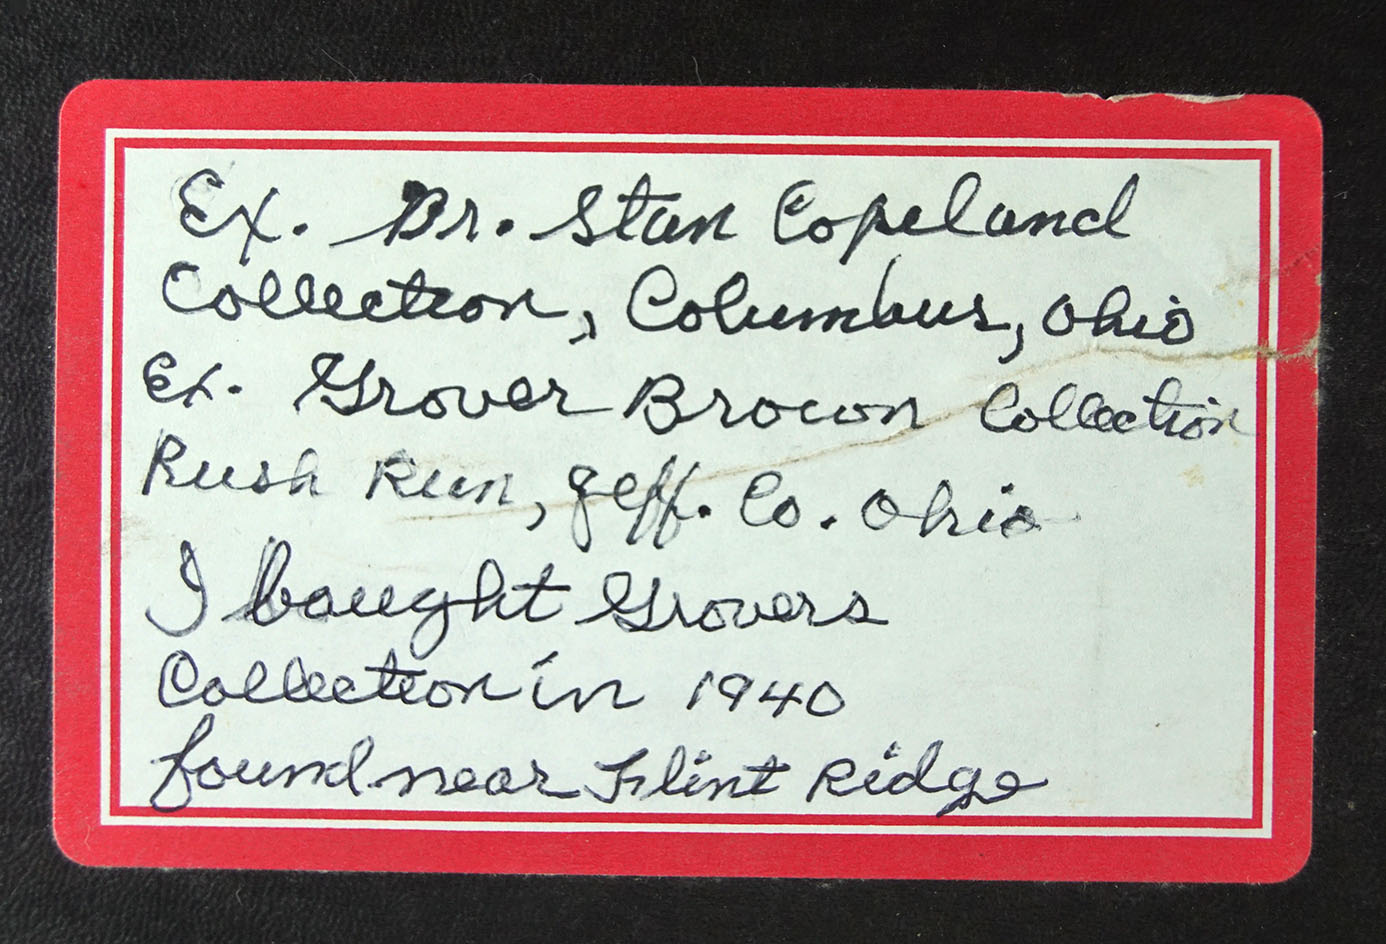 Ex. Dr. Stan Copeland
Collection, Columbus, Ohio
Ex. Grover Brown Collection
Rush Run, Jeff. Co. Ohio
I bought Grovers
Collection in 1940
found near Flint Ridge